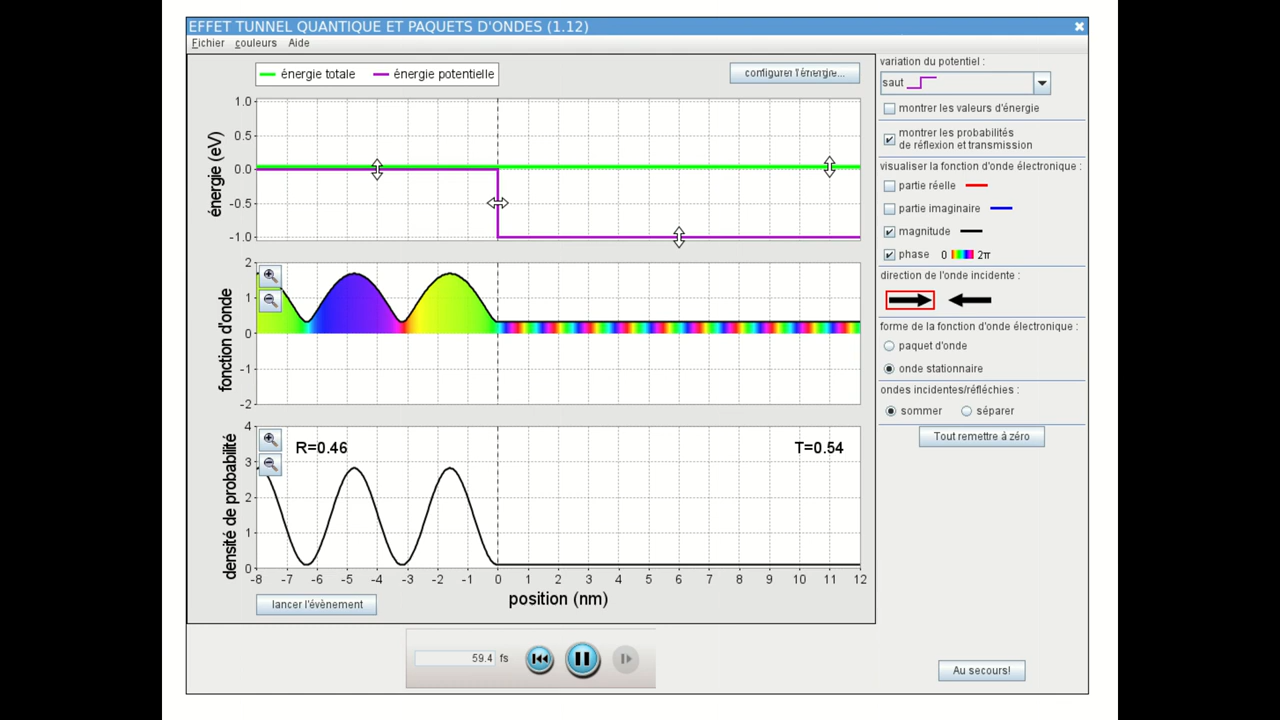 EFFET TUNNEL QUANTIQUE ET PAQUETS D'ONDES (1.12)
Fichier couleurs Aide
énergie totale énergie potentielle
configurer l'énergie...
énergie (eV)
1.0
0.5
0.0
-0.5
-1.0
fonction d'onde
2
1
0
-1
-2
densité de probabilité
4
3
2
1
0
R=0.46
T=0.54
-8 -7 -6 -5 -4 -3 -2 -1 0 1 2 3 4 5 6 7 8 9 10 11 12
position (nm)
lancer l'évènement
59.4 fs
variation du potentiel :
saut
montrer les valeurs d'énergie
montrer les probabilités
de réflexion et transmission
visualiser la fonction d'onde électronique :
partie réelle
partie imaginaire
magnitude
phase 0 2π
direction de l'onde incidente :
forme de la fonction d'onde électronique :
paquet d'onde
onde stationnaire
ondes incidentes/réfléchies :
sommer séparer
Tout remettre à zéro
Au secours!